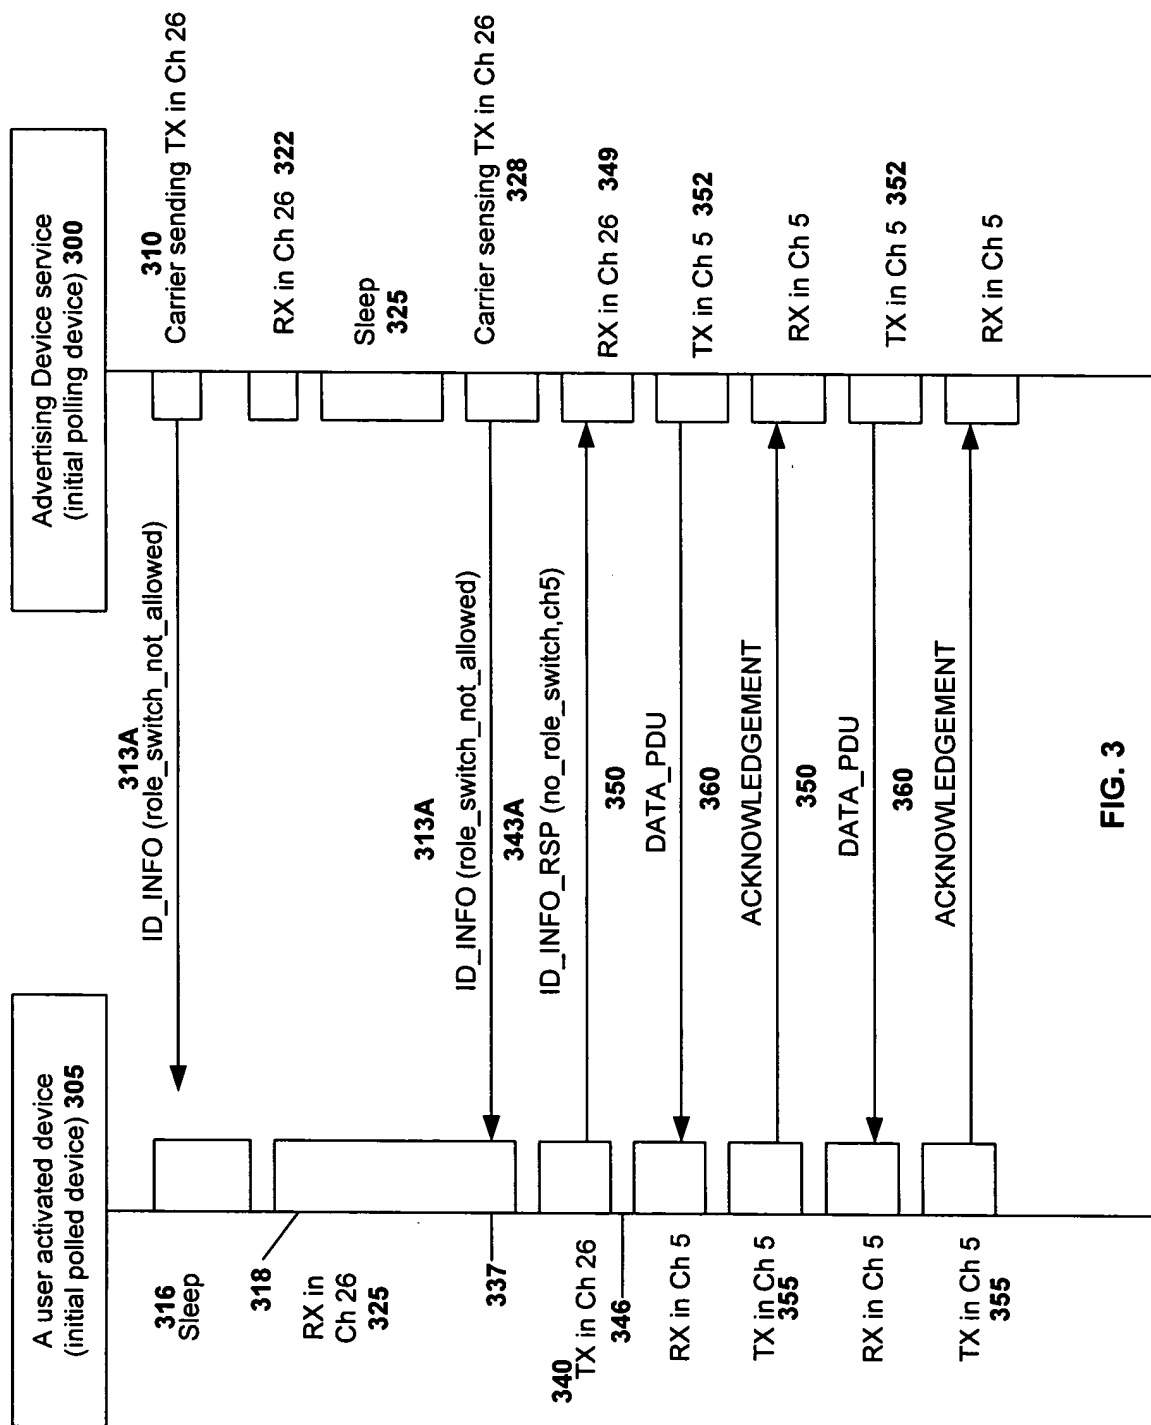 A user activated device
(initial polled device) 305
Advertising Device service
(initial polling device) 300
316
Sleep
318
RX in
Ch 26
325
337
340
TX in Ch 26
346
RX in Ch 5
TX in Ch 5
355
RX in Ch 5
TX in Ch 5
355
313A
ID_INFO (role_switch_not_allowed)
313A
ID_INFO (role_switch_not_allowed)
343A
ID_INFO_RSP (no_role_switch,ch5)
350
DATA_PDU
360
ACKNOWLEDGEMENT
350
DATA_PDU
360
ACKNOWLEDGEMENT
310
Carrier sending TX in Ch 26
RX in Ch 26 322
Sleep
325
Carrier sensing TX in Ch 26
328
RX in Ch 26 349
TX in Ch 5 352
RX in Ch 5
TX in Ch 5 352
RX in Ch 5
FIG. 3